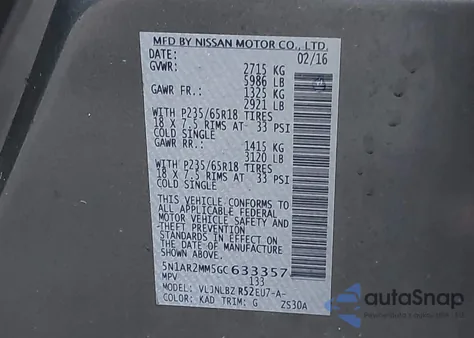 MFD BY NISSAN MOTOR CO., LTD.
DATE: 02/16
GVWR: 2715 KG
5986 LB
GAWR FR: 1325 KG
2921 LB
WITH P235/65R18 TIRES
18 X 7.5 RIMS AT 33 PSI
COLD SINGLE
GAWR RR: 1415 KG
3120 LB
WITH P235/65R18 TIRES
18 X 7.5 RIMS AT 33 PSI
COLD SINGLE
THIS VEHICLE CONFORMS TO
ALL APPLICABLE FEDERAL
MOTOR VEHICLE SAFETY AND
THEFT PREVENTION
STANDARDS IN EFFECT ON
THE DATE OF MANUFACTURE
SHOWN ABOVE.
5N1AR2MM5GC633357
MPV 133
MODEL: VLJNLBZ R52EU7-A-
COLOR: KAD TRIM: G ZS30A
autoSnap